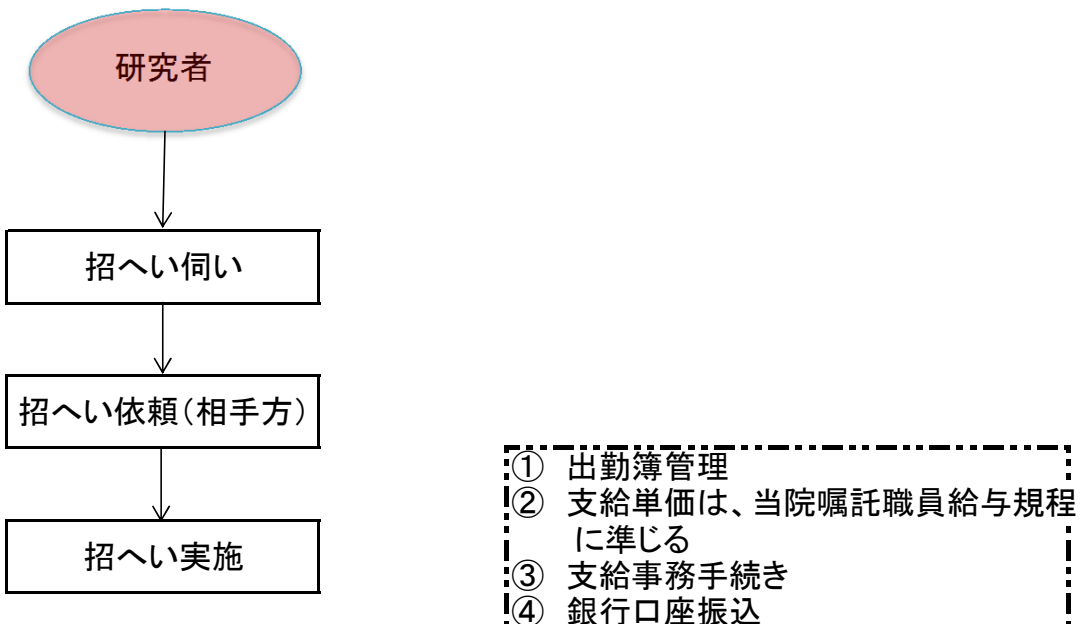 研究者
招へい伺い
招へい依頼（相手方）
招へい実施
① 出勤簿管理
② 支給単価は、当院嘱託職員給与規程
に準じる
③ 支給事務手続き
④ 銀行口座振込